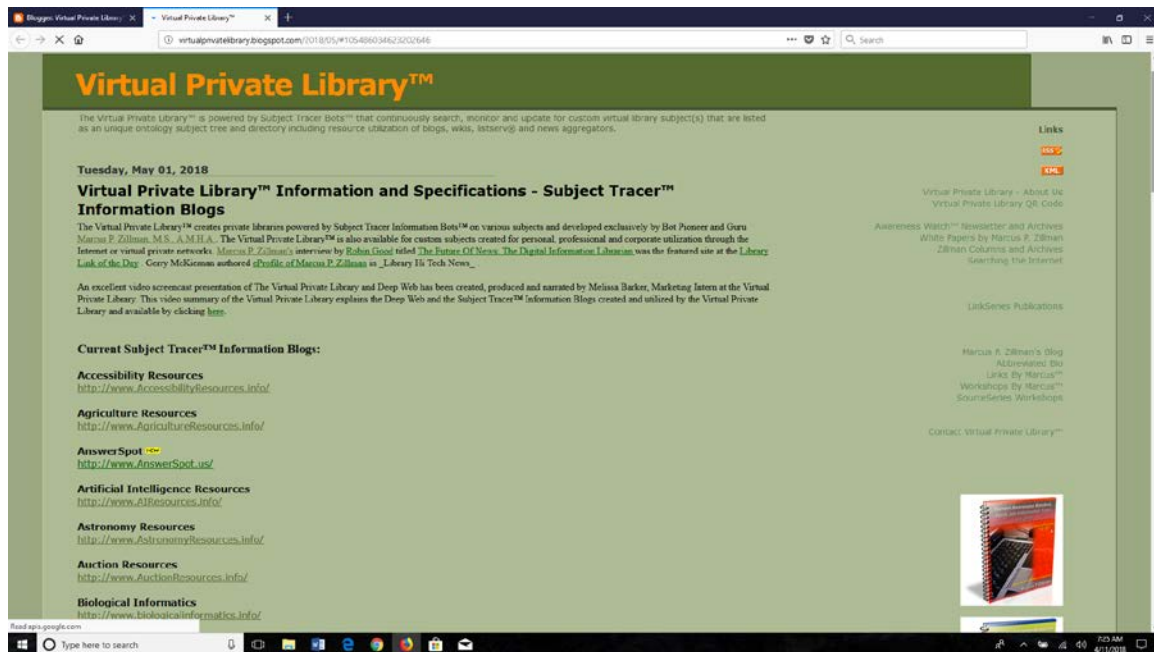 Blogger: Virtual Private Library
Virtual Private Library™
virtualprivatelibrary.blogspot.com/2018/05/#105486034623202646
Search
Virtual Private Library™
The Virtual Private Library™ is powered by Subject Tracer Bots™ that continuously search, monitor and update for custom virtual library subject(s) that are listed
as an unique ontology subject tree and directory including resource utilization of blogs, wikis, listserv® and news aggregators.
Links
RSS
XML
Tuesday, May 01, 2018
Virtual Private Library™ Information and Specifications - Subject Tracer™
Information Blogs
The Virtual Private Library™ creates private libraries powered by Subject Tracer Information Bots™ on various subjects and developed exclusively by Bot Pioneer and Guru
Marcus P. Zillman, M.S., A.M.H.A. The Virtual Private Library™ is also available for custom subjects created for personal, professional and corporate utilization through the
Internet or virtual private networks. Marcus P. Zillman's interview by Robin Good titled The Future Of News: The Digital Information Librarian was the featured site at the Library
Link of the Day. Gerry McKiernan authored eProfile of Marcus P. Zillman in _Library Hi Tech News_
An excellent video screencast presentation of The Virtual Private Library and Deep Web has been created, produced and narrated by Melissa Barker, Marketing Intern at the Virtual
Private Library. This video summary of the Virtual Private Library explains the Deep Web and the Subject Tracer™ Information Blogs created and utilized by the Virtual Private
Library and available by clicking here.
Current Subject Tracer™ Information Blogs:
Accessibility Resources
http://www.AccessibilityResources.info/
Agriculture Resources
http://www.AgricultureResources.info/
AnswerSpot NEW
http://www.AnswerSpot.us/
Artificial Intelligence Resources
http://www.AIResources.info/
Astronomy Resources
http://www.AstronomyResources.info/
Auction Resources
http://www.AuctionResources.info/
Biological Informatics
http://www.biologicalinformatics.info/
Virtual Private Library - About Us
Virtual Private Library QR Code
Awareness Watch™ Newsletter and Archives
White Papers by Marcus P. Zillman
Zillman Columns and Archives
Searching the Internet
LinkSeries Publications
Marcus P. Zillman's Blog
Abbreviated Bio
Links By Marcus™
Workshops By Marcus™
SourceSeries Workshops
Contact Virtual Private Library™
Read apis.google.com
Type here to search
7:25 AM
4/11/2018